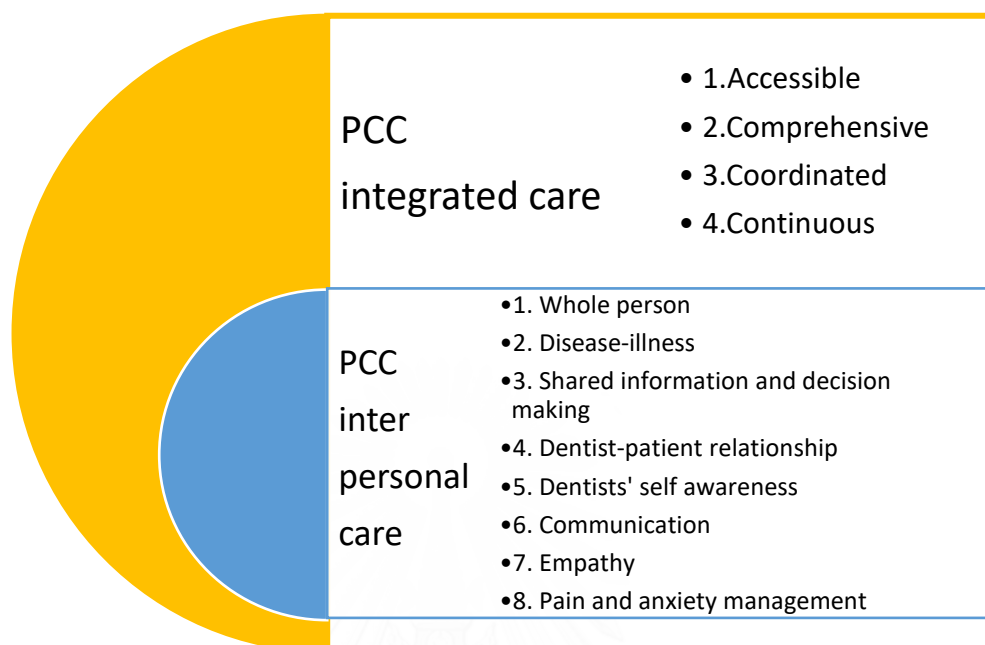 PCC
integrated care
• 1.Accessible
• 2.Comprehensive
• 3.Coordinated
• 4.Continuous
PCC
inter
personal
care
•1. Whole person
•2. Disease-illness
•3. Shared information and decision
making
•4. Dentist-patient relationship
•5. Dentists' self awareness
•6. Communication
•7. Empathy
•8. Pain and anxiety management